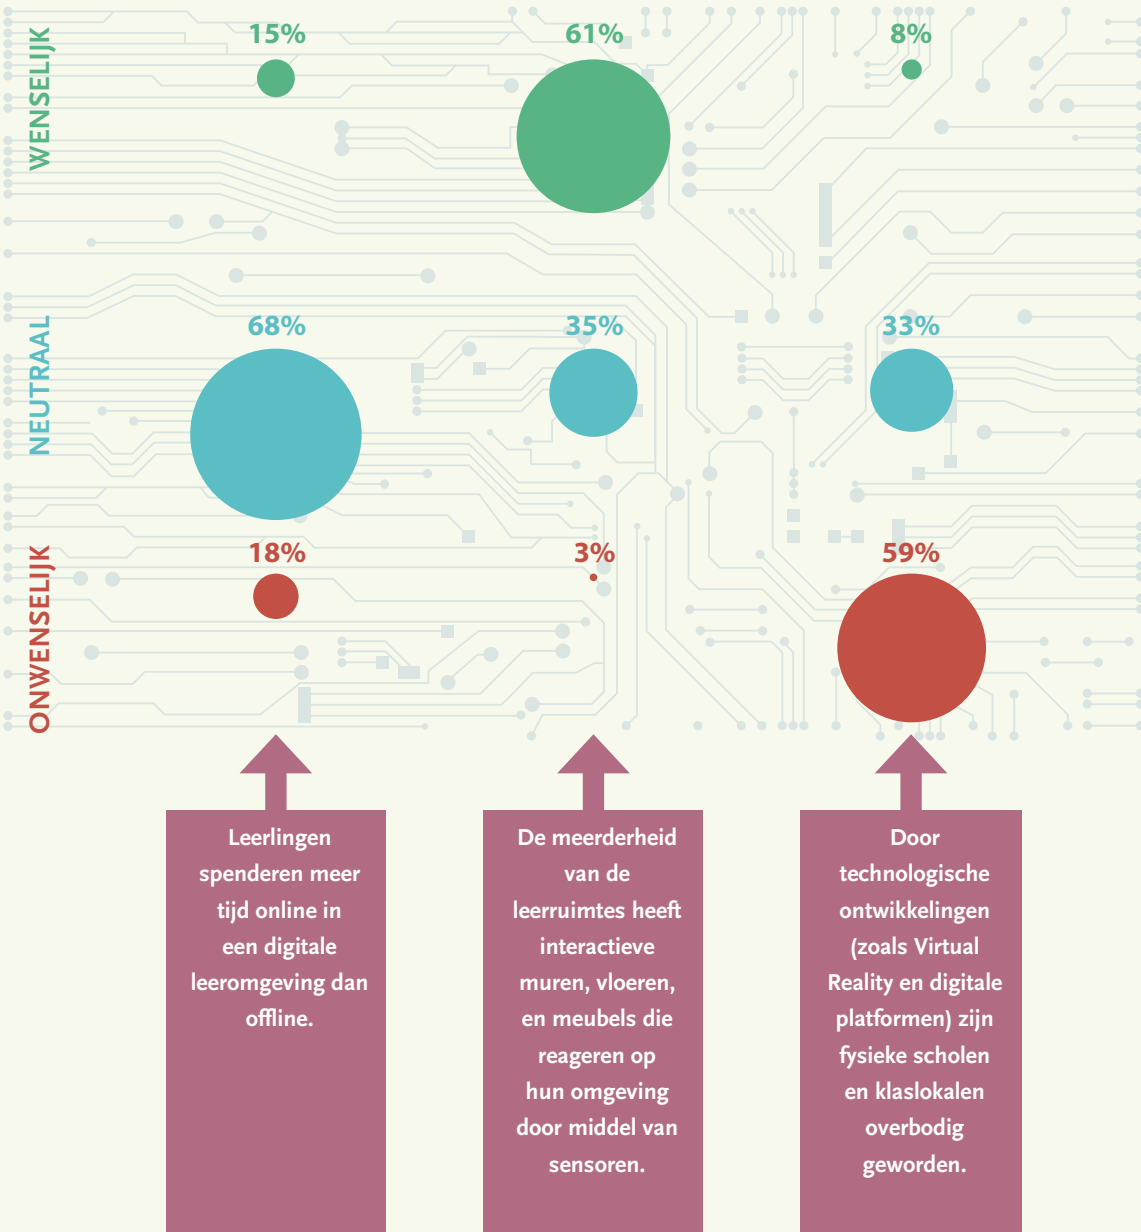 WENSELIJK
15%
61%
8%
NEUTRAAL
68%
35%
33%
ONWENSELIJK
18%
3%
59%
Leerlingen
spenderen meer
tijd online in
een digitale
leeromgeving dan
offline.
De meerderheid
van de
leerruimtes heeft
interactieve
muren, vloeren,
en meubels die
reageren op
hun omgeving
door middel van
sensoren.
Door
technologische
ontwikkelingen
(zoals Virtual
Reality en digitale
platformen) zijn
fysieke scholen
en klaslokalen
overbodig
geworden.